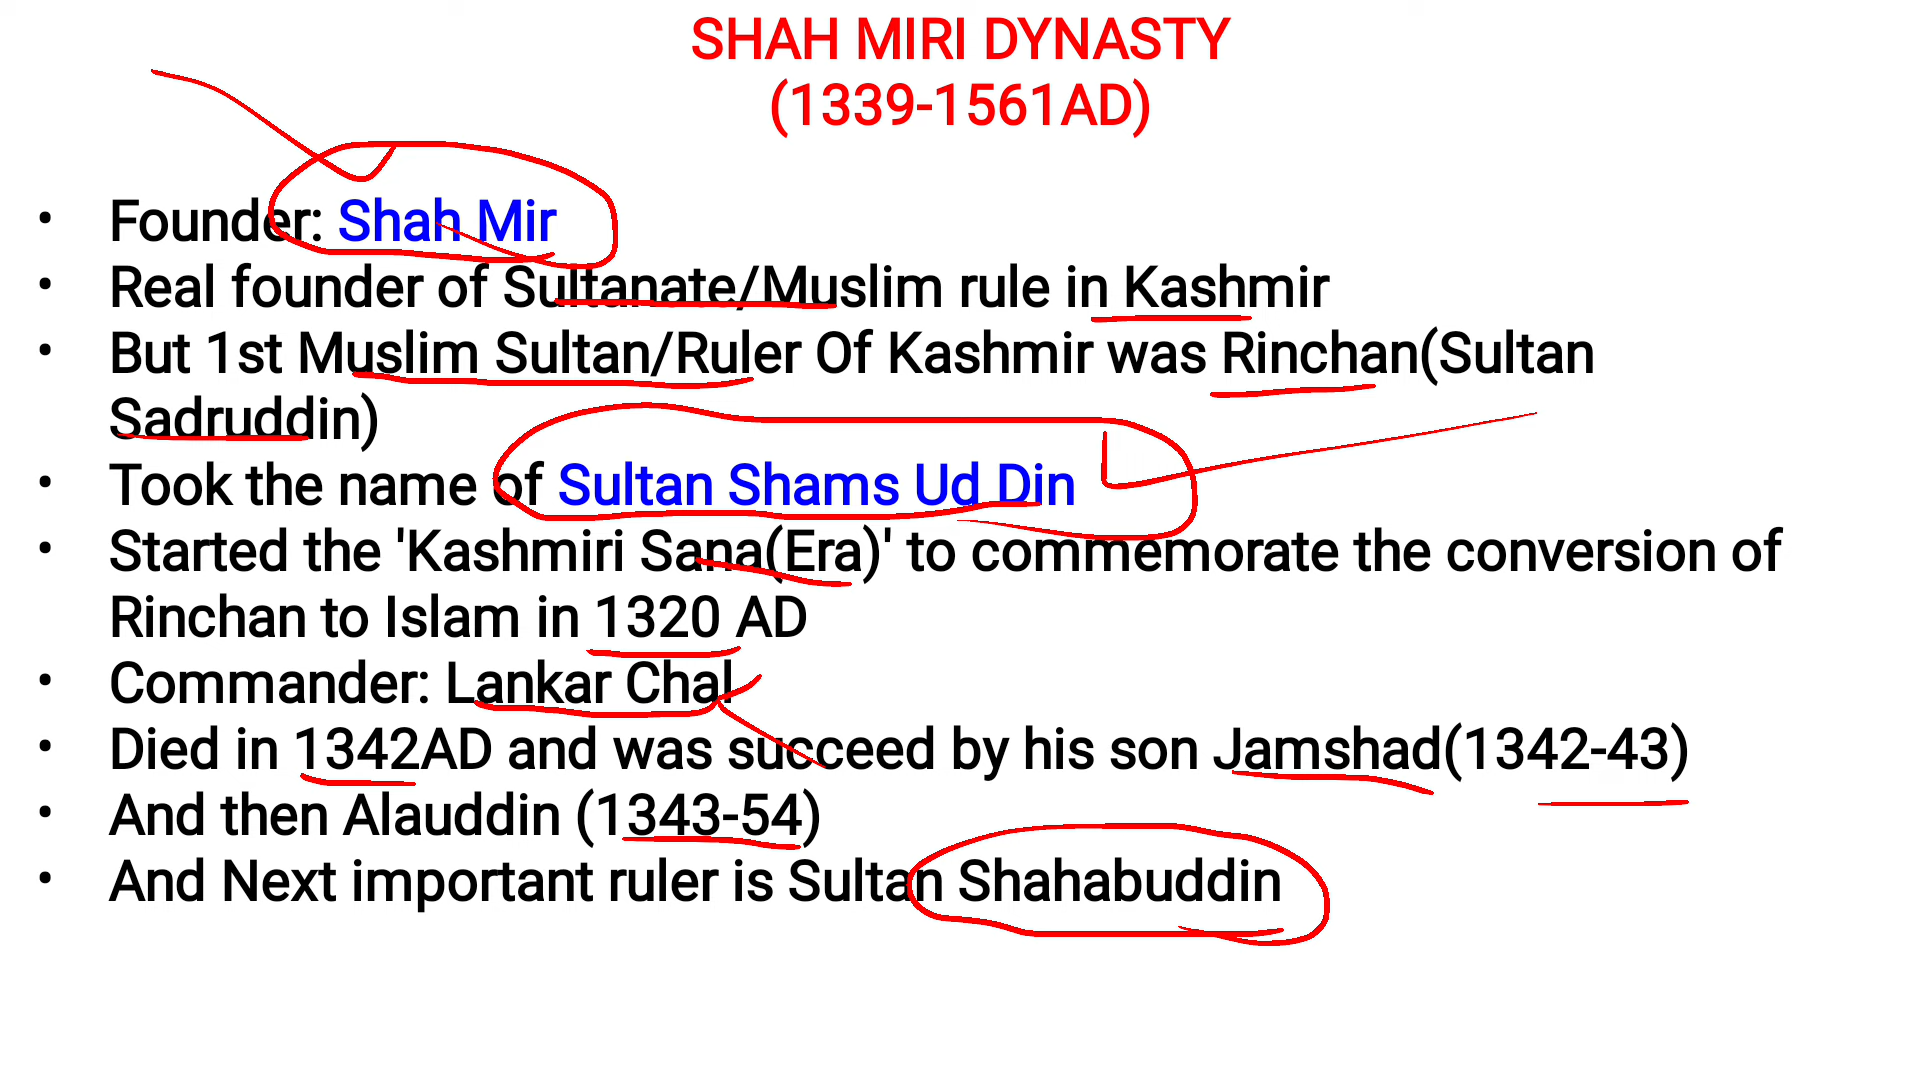 SHAH MIRI DYNASTY
(1339-1561AD)
• Founder: Shah Mir
• Real founder of Sultanate/Muslim rule in Kashmir
• But 1st Muslim Sultan/Ruler Of Kashmir was Rinchan(Sultan
Sadruddin)
• Took the name of Sultan Shams Ud Din
• Started the 'Kashmiri Sana(Era)' to commemorate the conversion of
Rinchan to Islam in 1320 AD
• Commander: Lankar Chal
• Died in 1342AD and was succeed by his son Jamshad(1342-43)
• And then Alauddin (1343-54)
• And Next important ruler is Sultan Shahabuddin